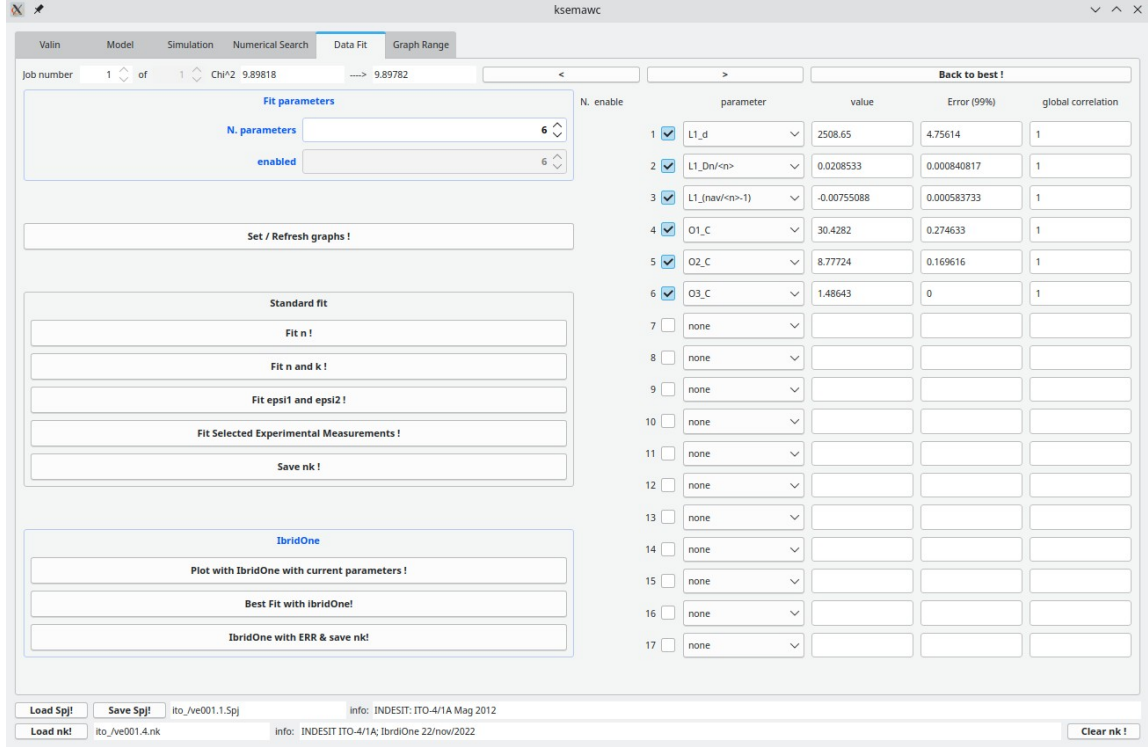 ksemawc
Valin Model Simulation Numerical Search Data Fit Graph Range
Job number 1 of 1 Chi^2 9.89818 ----> 9.89782 < > Back to best !
Fit parameters
N. parameters 6
enabled 6
Set / Refresh graphs !
Standard fit
Fit n !
Fit n and k !
Fit epsi1 and epsi2 !
Fit Selected Experimental Measurements !
Save nk !
IbridOne
Plot with IbridOne with current parameters !
Best Fit with ibridOne!
IbridOne with ERR & save nk!
N. enable parameter value Error (99%) global correlation
1 L1_d 2508.65 4.75614 1
2 L1_Dn/<n> 0.0208533 0.000840817 1
3 L1_(nav/<n>-1) -0.00755088 0.000583733 1
4 O1_C 30.4282 0.274633 1
5 O2_C 8.77724 0.169616 1
6 O3_C 1.48643 0 1
7 none
8 none
9 none
10 none
11 none
12 none
13 none
14 none
15 none
16 none
17 none
Load Spj! Save Spj! ito_/ve001.1.Spj info: INDESIT: ITO-4/1A Mag 2012
Load nk! ito_/ve001.4.nk info: INDESIT ITO-4/1A; IbrdiOne 22/nov/2022 Clear nk !